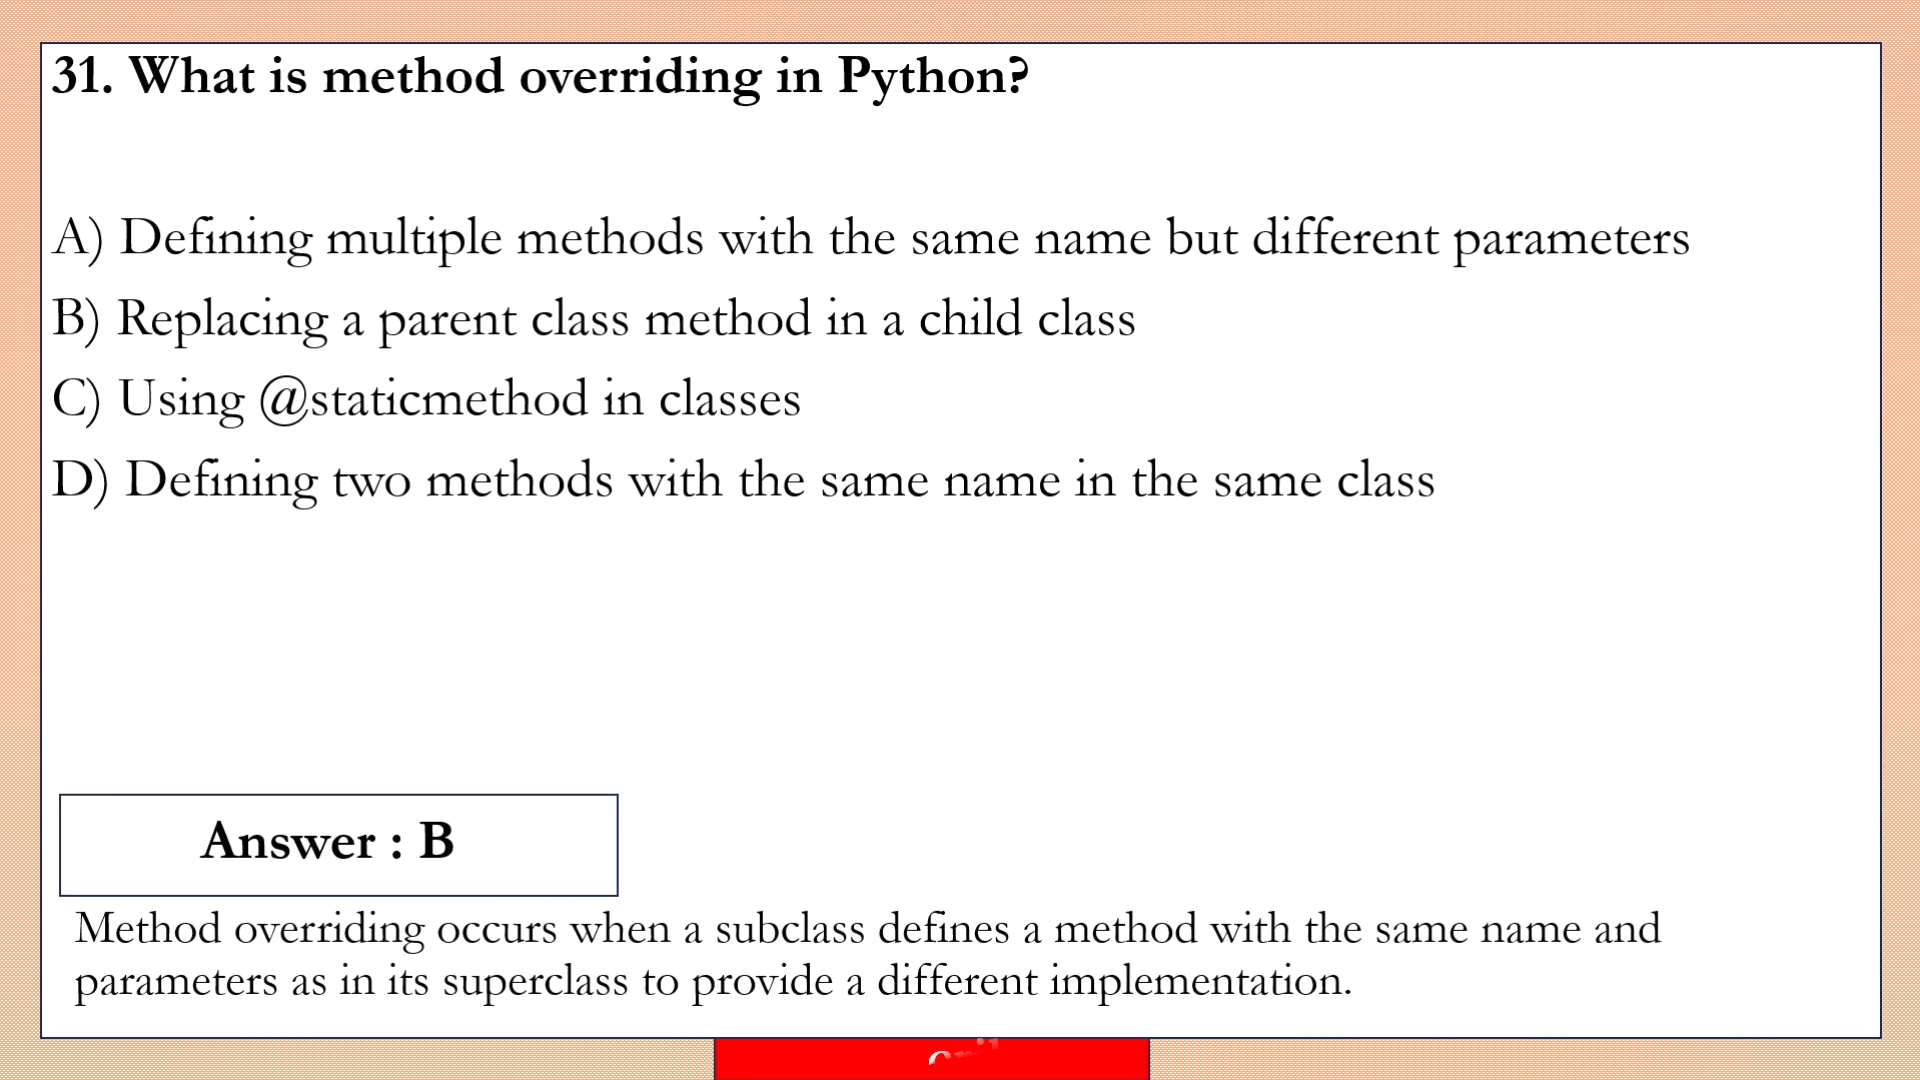 31. What is method overriding in Python?
A) Defining multiple methods with the same name but different parameters
B) Replacing a parent class method in a child class
C) Using @staticmethod in classes
D) Defining two methods with the same name in the same class
Answer : B
Method overriding occurs when a subclass defines a method with the same name and
parameters as in its superclass to provide a different implementation.